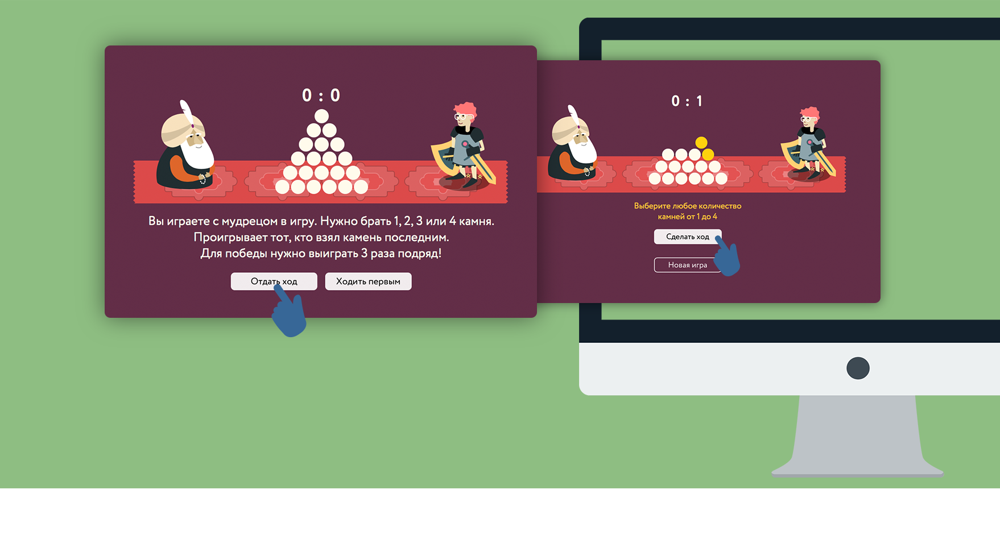 0 : 0
Вы играете с мудрецом в игру. Нужно брать 1, 2, 3 или 4 камня.
Проигрывает тот, кто взял камень последним.
Для победы нужно выиграть 3 раза подряд!
Отдать ход
Ходить первым
0 : 1
Выберите любое количество
камней от 1 до 4
Сделать ход
Новая игра